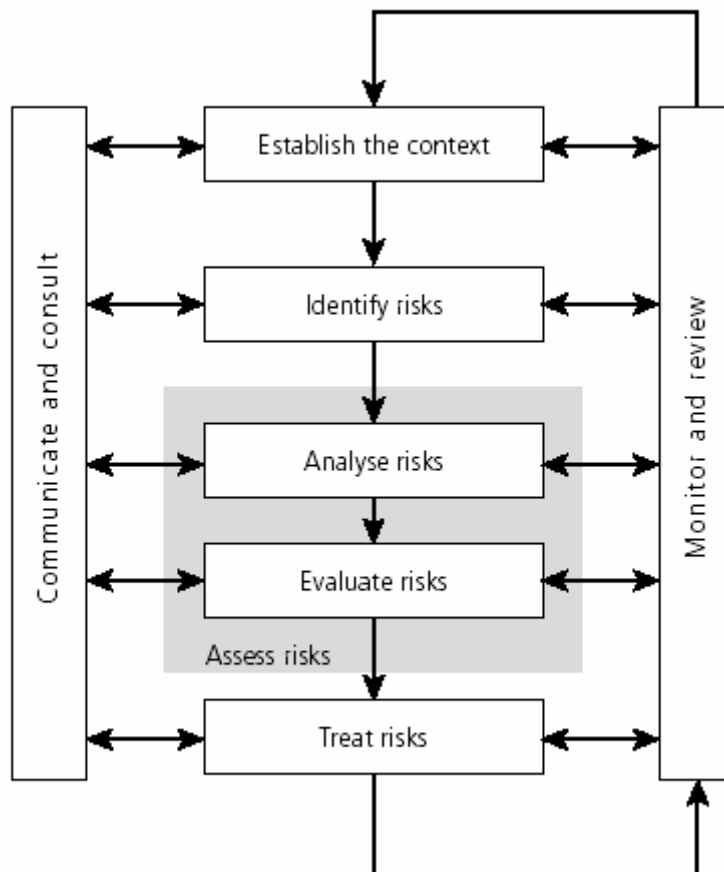 Establish the context
Identify risks
Analyse risks
Evaluate risks
Assess risks
Treat risks
Communicate and consult
Monitor and review